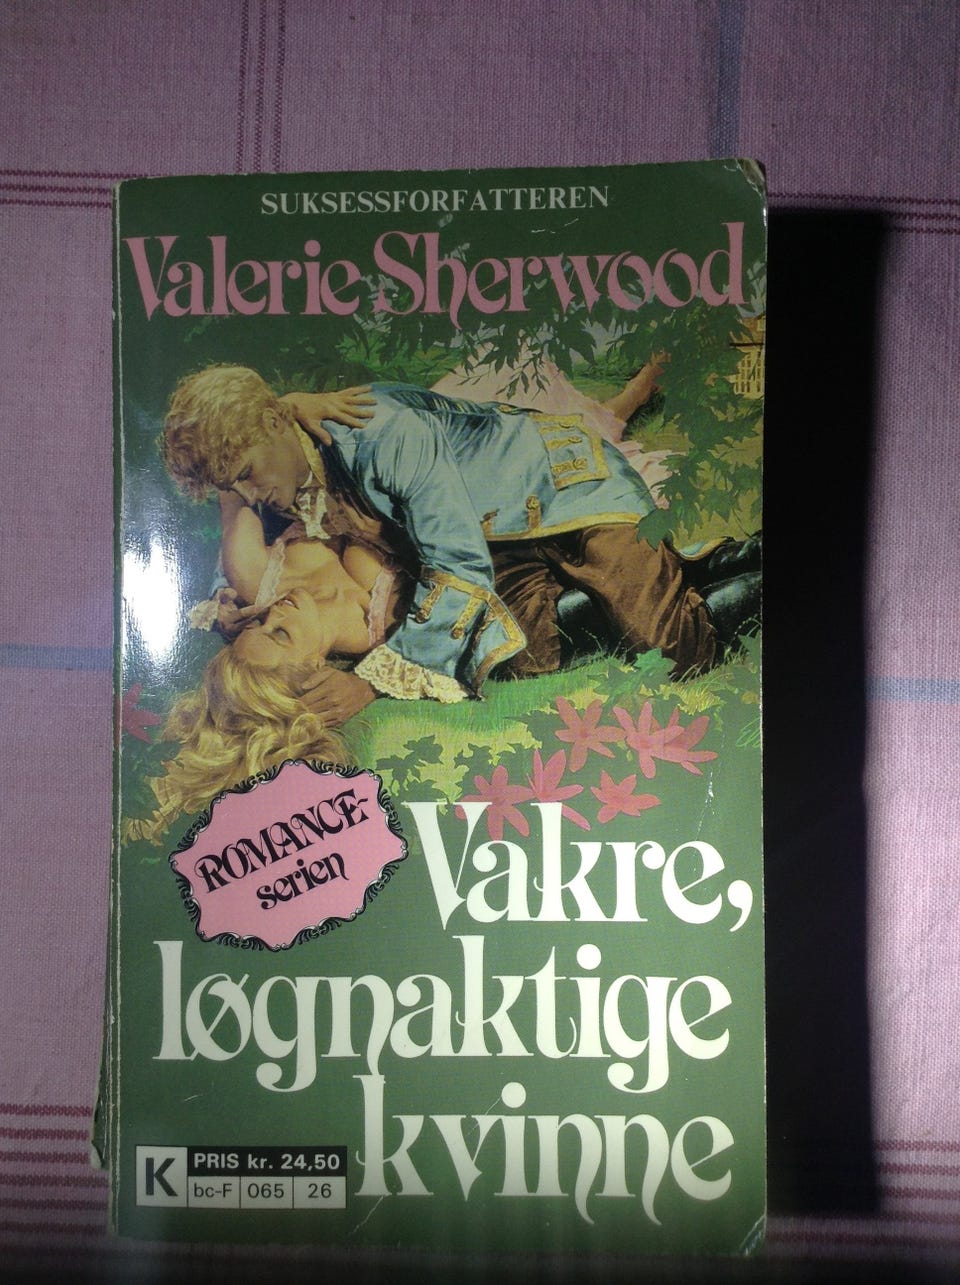 SUKSESSFORFATTEREN
Valerie Sherwood
ROMANCE-
serien
Vakre,
løgnaktige
kvinne
K
PRIS kr. 24,50
bc-F 065 26